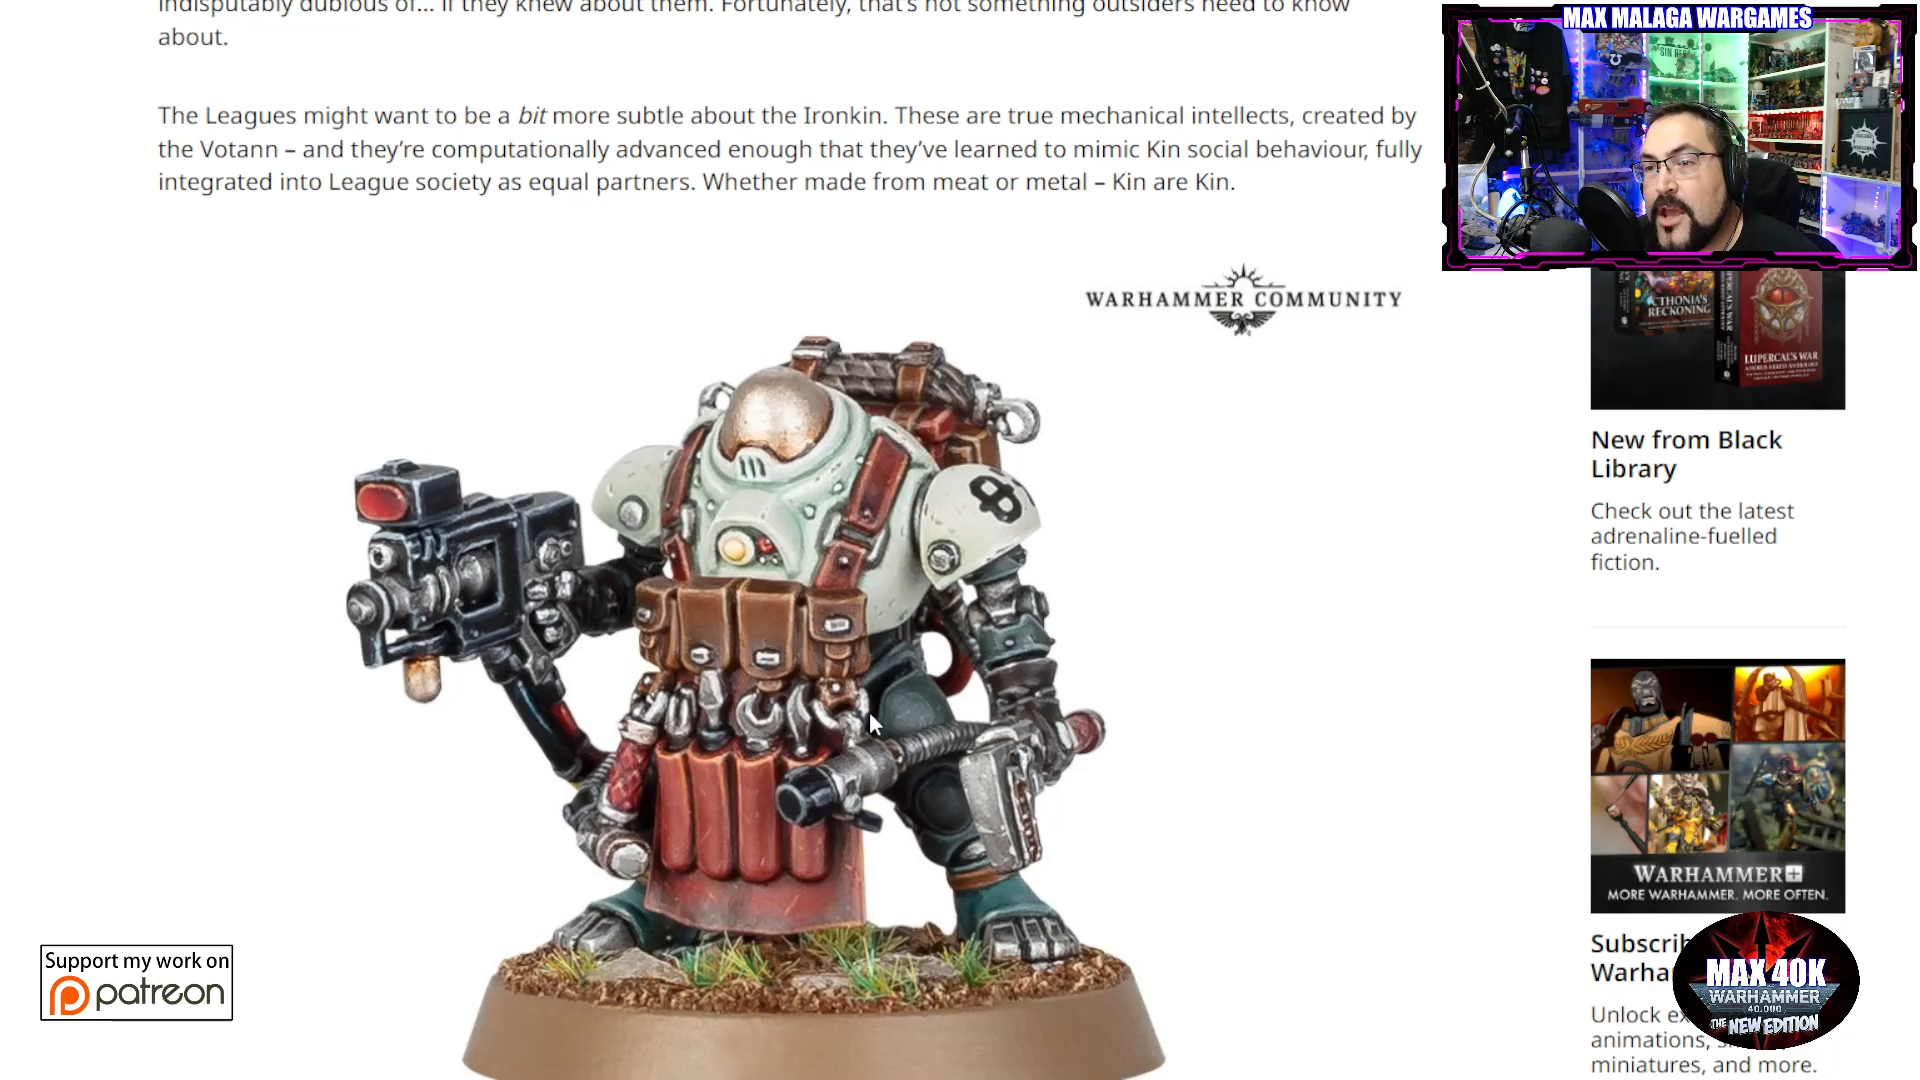 indisputably dubious of... if they knew about them. Fortunately, that's not something outsiders need to know
about.
The Leagues might want to be a bit more subtle about the Ironkin. These are true mechanical intellects, created by
the Votann – and they're computationally advanced enough that they've learned to mimic Kin social behaviour, fully
integrated into League society as equal partners. Whether made from meat or metal – Kin are Kin.
MAX MALAGA WARGAMES
WARHAMMER COMMUNITY
8
CTHONIA'S
RECKONING
LUPERCAL'S WAR
New from Black
Library
Check out the latest
adrenaline-fuelled
fiction.
WARHAMMER+
MORE WARHAMMER. MORE OFTEN.
Support my work on
patreon
MAX 40K
WARHAMMER
40,000
THE NEW EDITION
miniatures, and more.